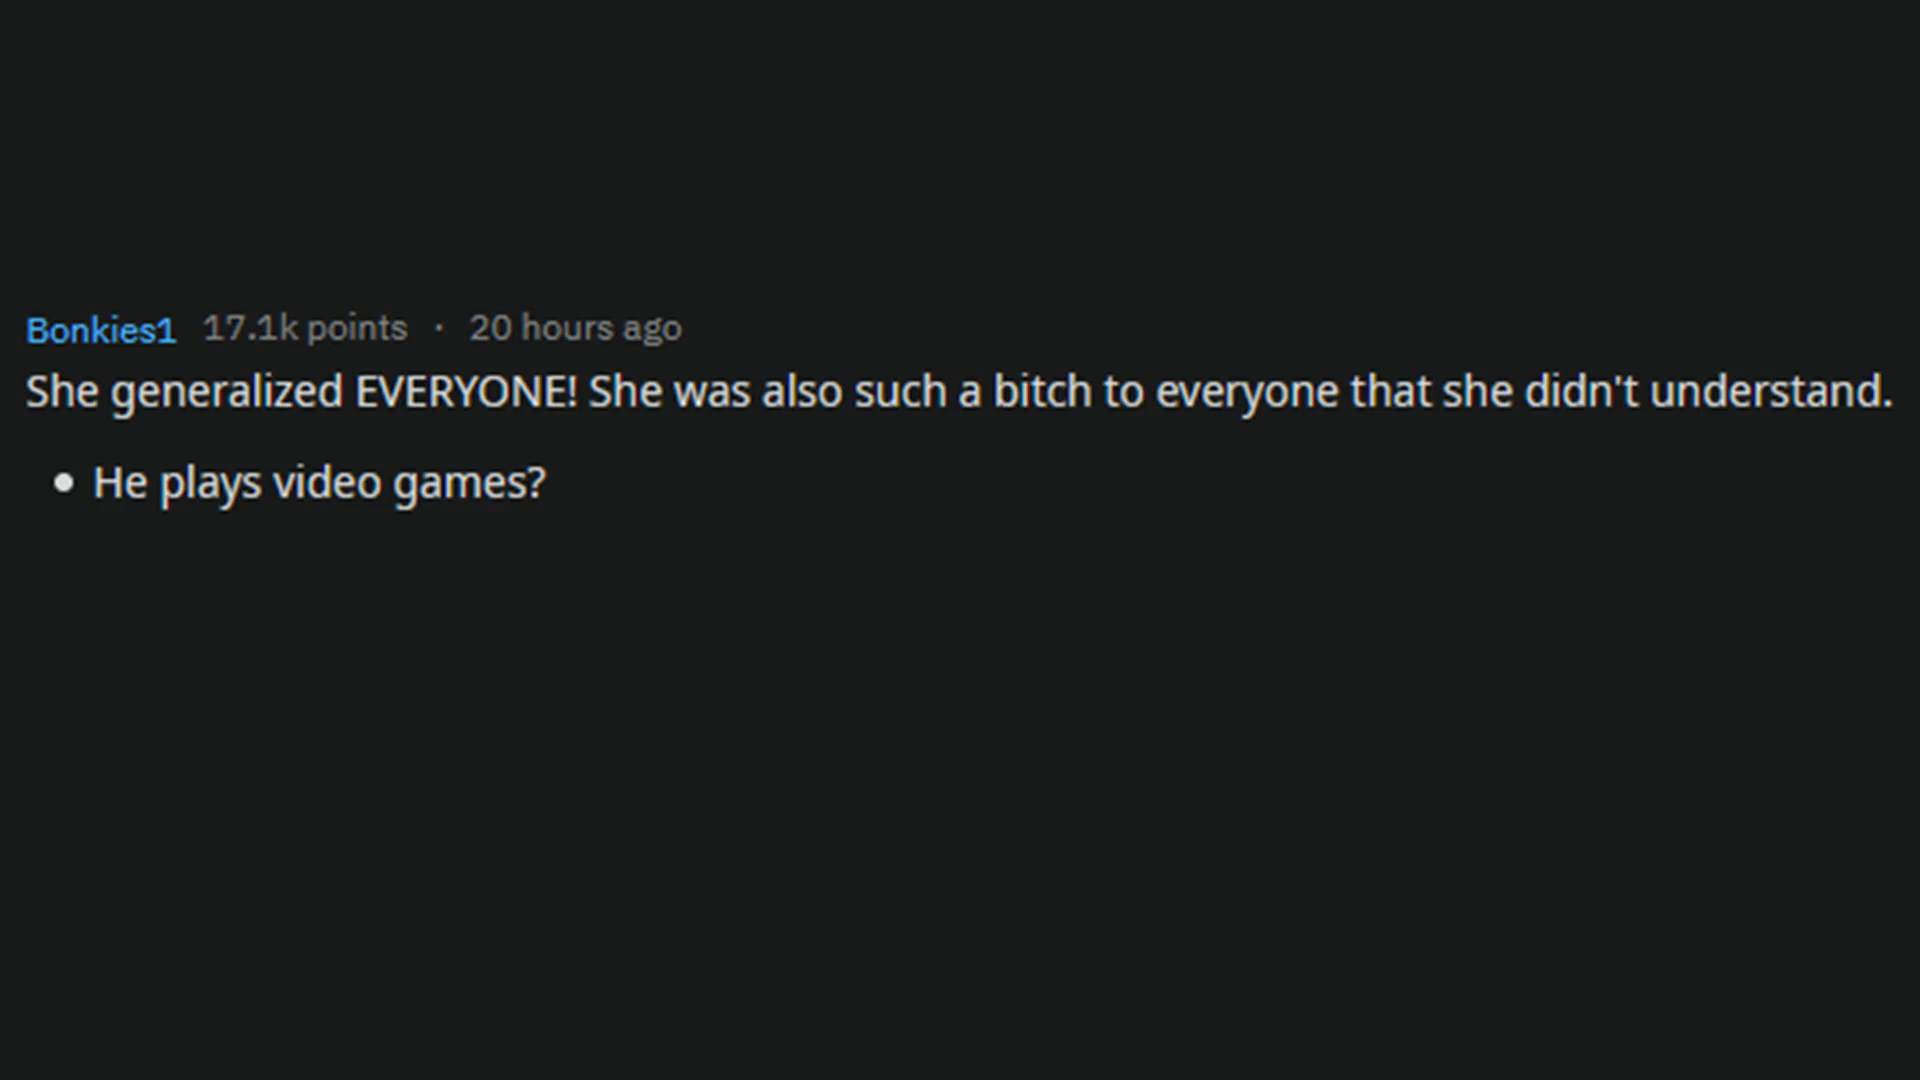 Bonkies1 17.1k points · 20 hours ago
She generalized EVERYONE! She was also such a bitch to everyone that she didn't understand.
• He plays video games?